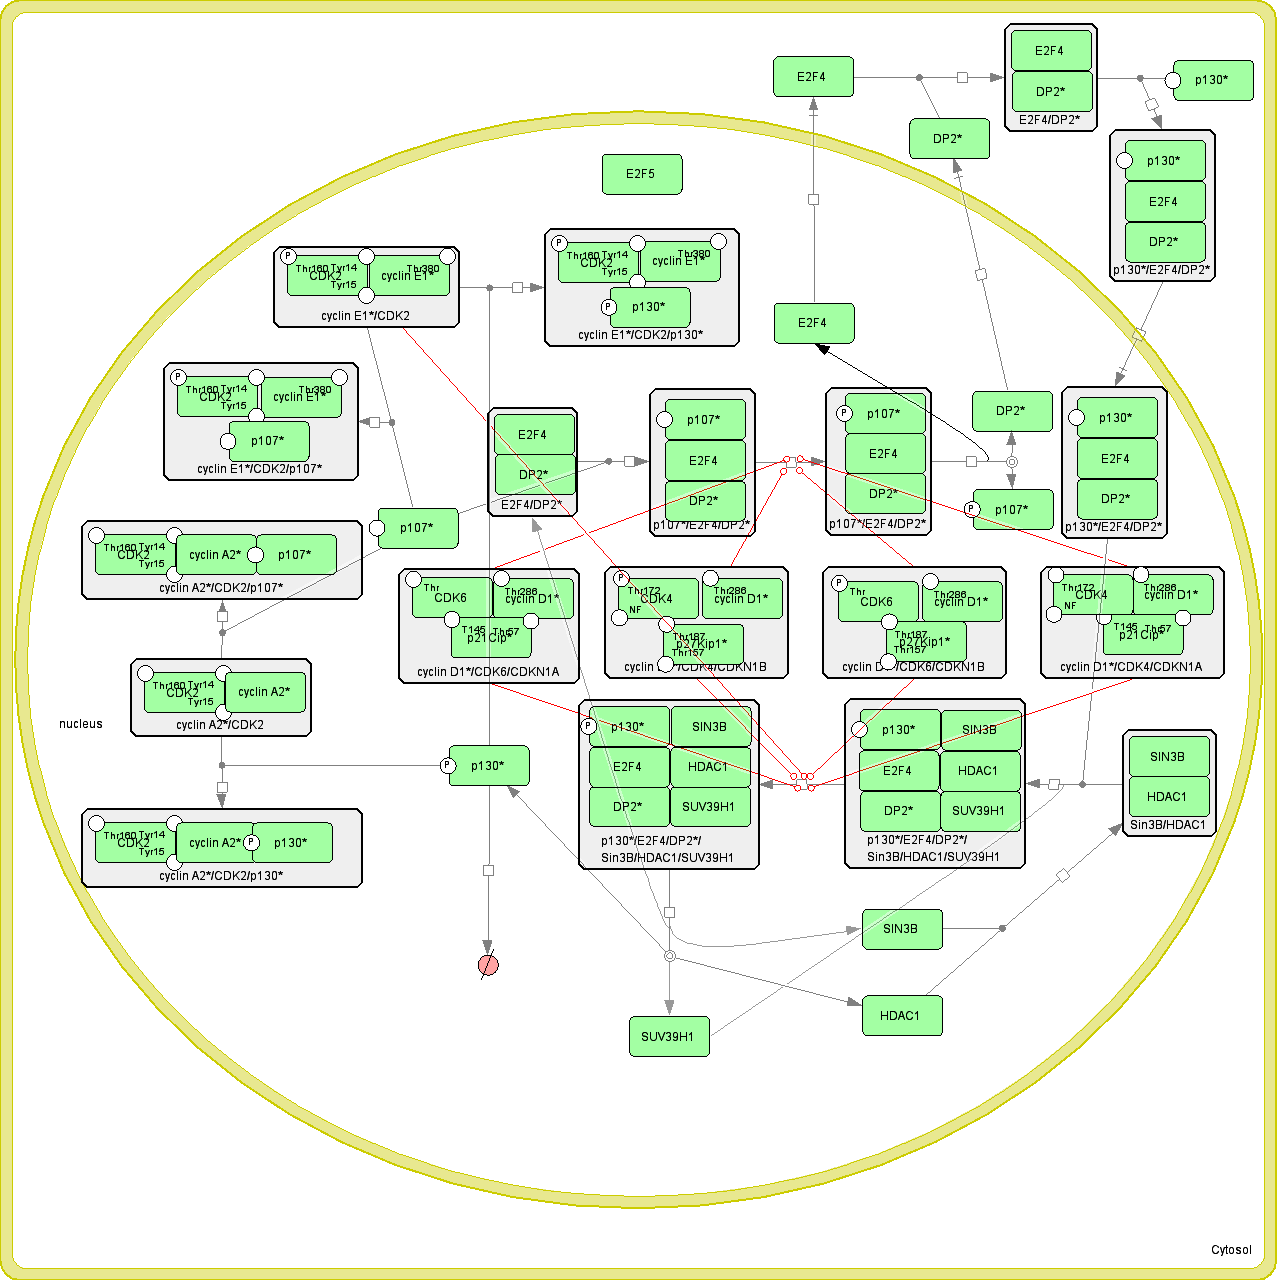 E2F4
DP2*
E2F4/DP2*
E2F4
p130*
DP2*
p130*
E2F4
DP2*
p130*/E2F4/DP2*
E2F5
P
Thr160
Tyr14
CDK2
Tyr15
Thr380
cyclin E1*
cyclin E1*/CDK2
P
Thr160
Tyr14
CDK2
Tyr15
Thr380
cyclin E1*
P
p130*
cyclin E1*/CDK2/p130*
E2F4
P
Thr160
Tyr14
CDK2
Tyr15
Thr380
cyclin E1*
p107*
cyclin E1*/CDK2/p107*
E2F4
DP2*
E2F4/DP2*
p107*
E2F4
DP2*
p107*/E2F4/DP2*
P
p107*
E2F4
DP2*
p107*/E2F4/DP2*
DP2*
P
p107*
p130*
E2F4
DP2*
p130*/E2F4/DP2*
p107*
Thr160
Tyr14
CDK2
Tyr15
cyclin A2*
p107*
cyclin A2*/CDK2/p107*
Thr
CDK6
Thr286
cyclin D1*
T145
Thr57
p21Cip*
cyclin D1*/CDK6/CDKN1A
P
Thr172
CDK4
NF
Thr286
cyclin D1*
Thr187
p27Kip1*
Thr157
cyclin D1*/CDK4/CDKN1B
P
Thr
CDK6
Thr286
cyclin D1*
Thr187
p27Kip1*
Thr157
cyclin D1*/CDK6/CDKN1B
Thr172
CDK4
NF
Thr286
cyclin D1*
T145
Thr57
p21Cip*
cyclin D1*/CDK4/CDKN1A
Thr160
Tyr14
CDK2
Tyr15
cyclin A2*
cyclin A2*/CDK2
nucleus
P
p130*
P
p130*
SIN3B
E2F4
HDAC1
DP2*
SUV39H1
p130*/E2F4/DP2*/
Sin3B/HDAC1/SUV39H1
p130*
SIN3B
E2F4
HDAC1
DP2*
SUV39H1
p130*/E2F4/DP2*/
Sin3B/HDAC1/SUV39H1
SIN3B
HDAC1
Sin3B/HDAC1
Thr160
Tyr14
CDK2
Tyr15
cyclin A2*
P
p130*
cyclin A2*/CDK2/p130*
SIN3B
HDAC1
SUV39H1
Cytosol